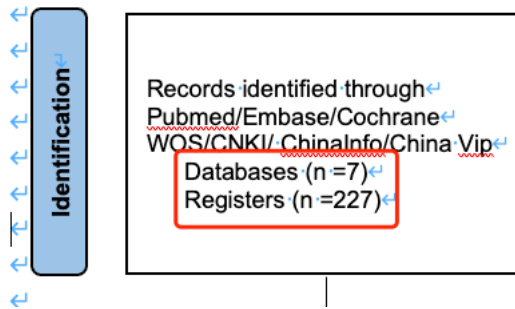 Identification
Records identified through
Pubmed/Embase/Cochrane
WOS/CNKI/ ChinaInfo/China Vip
Databases (n =7)
Registers (n =227)